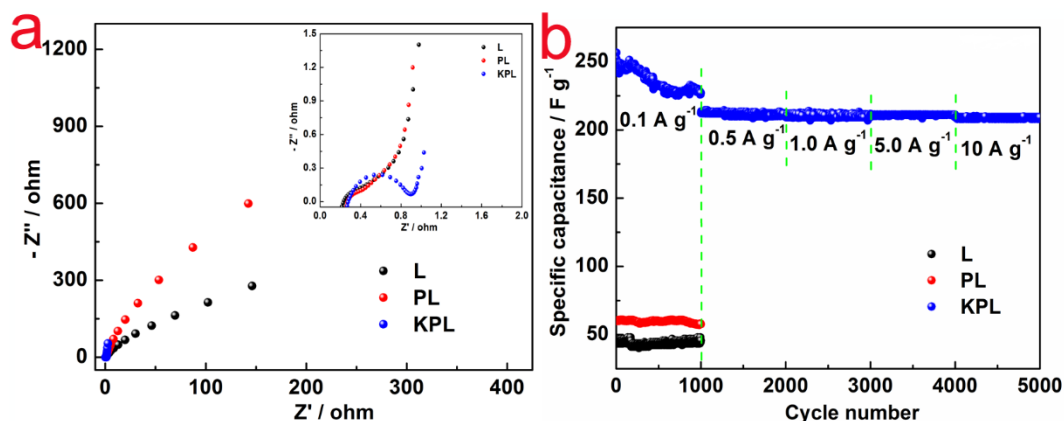 a
- Z'' / ohm
1200
900
600
300
0
0
100
200
300
400
Z' / ohm
L
PL
KPL
- Z'' / ohm
1.5
1.2
0.9
0.6
0.3
0.0
0.0
0.4
0.8
1.2
1.6
2.0
Z' / ohm
L
PL
KPL
b
Specific capacitance / F g⁻¹
250
200
150
100
50
0
1000
2000
3000
4000
5000
Cycle number
0.1 A g⁻¹
0.5 A g⁻¹
1.0 A g⁻¹
5.0 A g⁻¹
10 A g⁻¹
L
PL
KPL